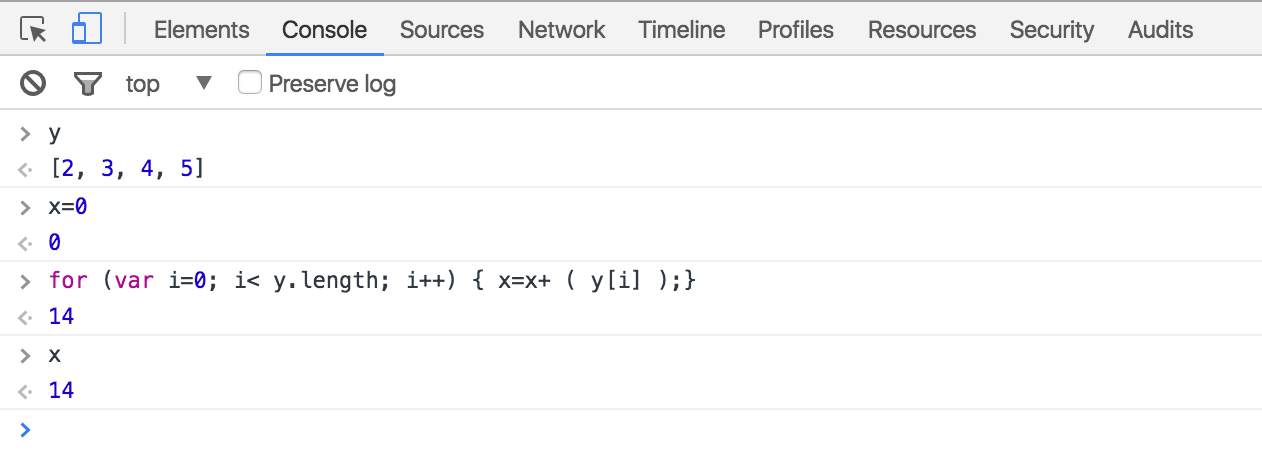 Elements Console Sources Network Timeline Profiles Resources Security Audits
top Preserve log
y
[2, 3, 4, 5]
x=0
0
for (var i=0; i< y.length; i++) { x=x+ ( y[i] );}
14
x
14